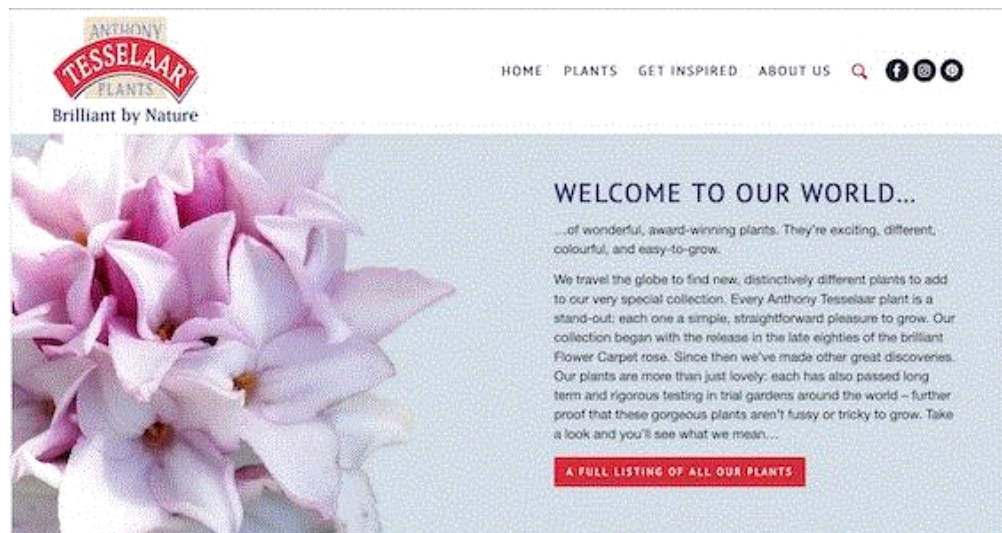 ANTHONY
TESSELAAR
PLANTS
Brilliant by Nature
HOME PLANTS GET INSPIRED ABOUT US
WELCOME TO OUR WORLD...
...of wonderful, award-winning plants. They're exciting, different,
colourful, and easy-to-grow.
We travel the globe to find new, distinctively different plants to add
to our very special collection. Every Anthony Tesselaar plant is a
stand-out: each one a simple, straightforward pleasure to grow. Our
collection began with the release in the late eighties of the brilliant
Flower Carpet rose. Since then we've made other great discoveries.
Our plants are more than just lovely: each has also passed long
term and rigorous testing in trial gardens around the world – further
proof that these gorgeous plants aren't fussy or tricky to grow. Take
a look and you'll see what we mean...
A FULL LISTING OF ALL OUR PLANTS